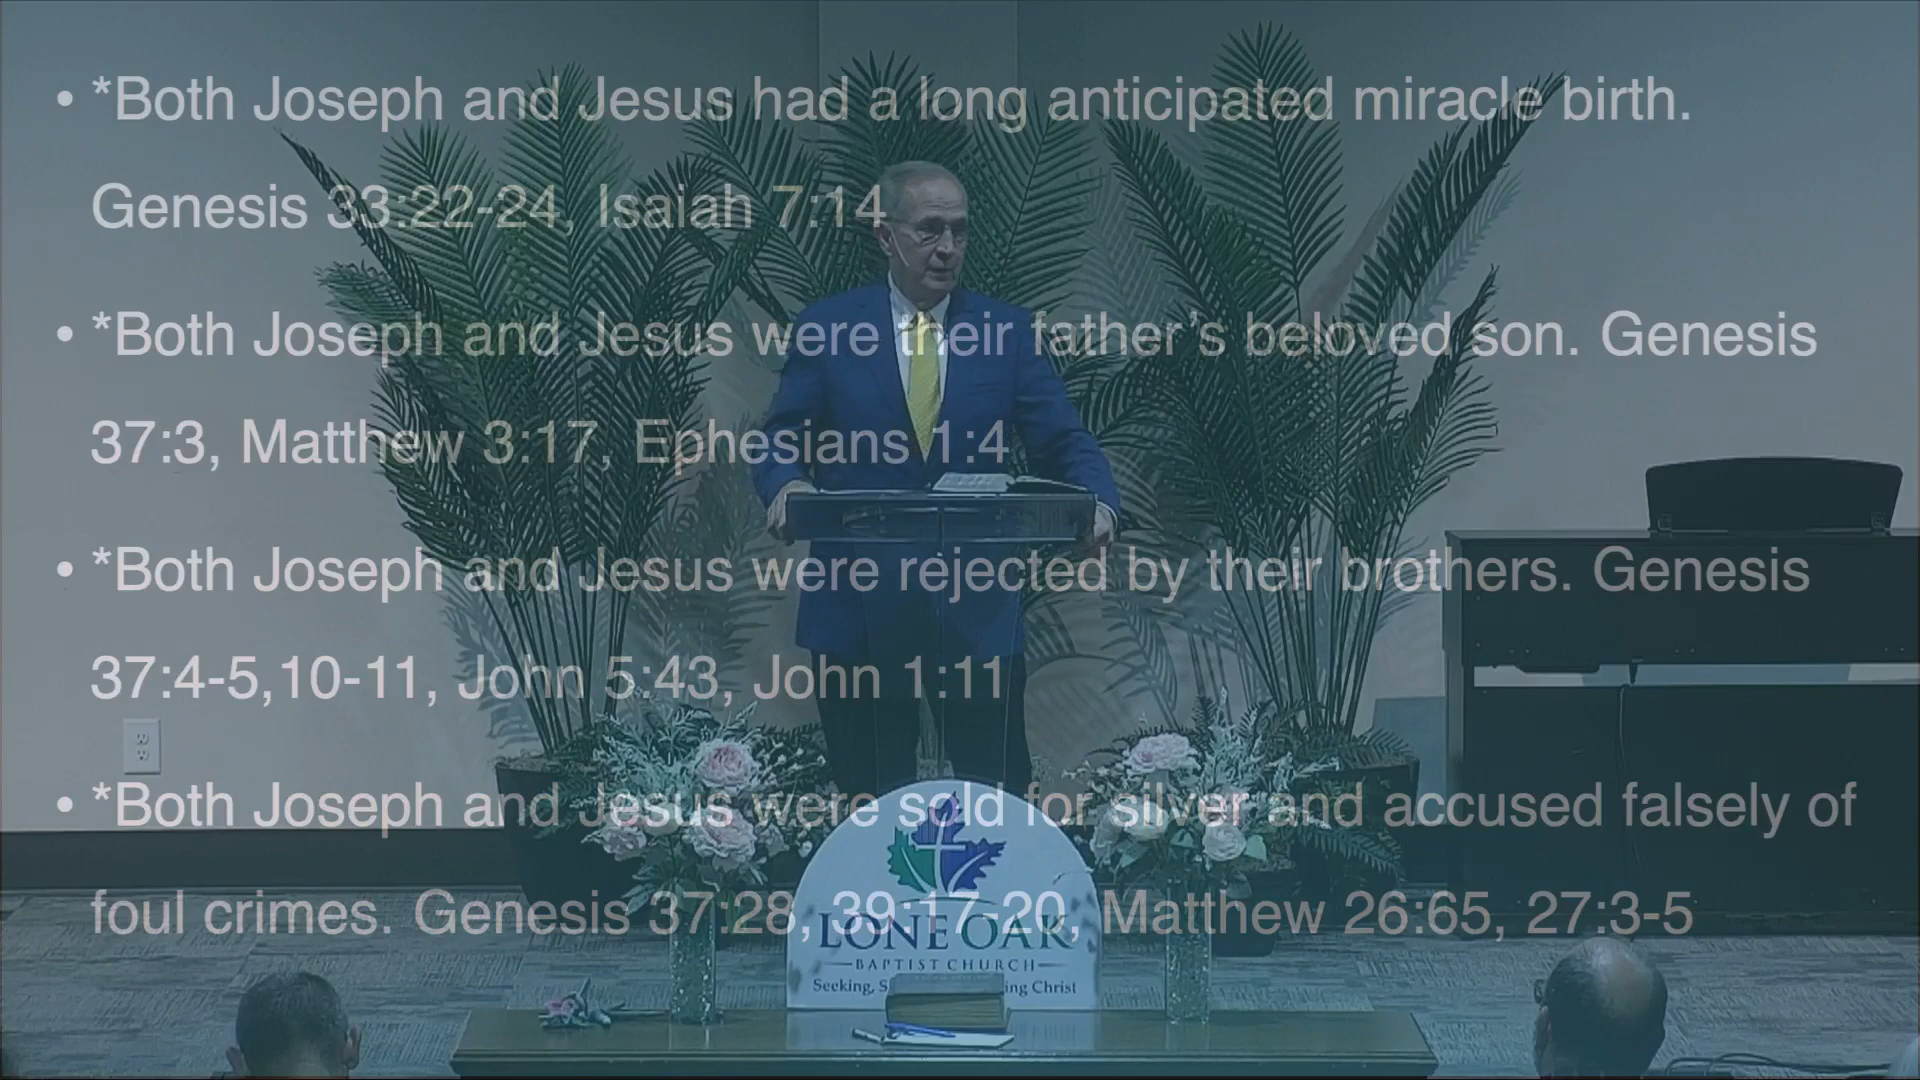 • *Both Joseph and Jesus had a long anticipated miracle birth.
Genesis 33:22-24, Isaiah 7:14
• *Both Joseph and Jesus were their father’s beloved son. Genesis
37:3, Matthew 3:17, Ephesians 1:4
• *Both Joseph and Jesus were rejected by their brothers. Genesis
37:4-5,10-11, John 5:43, John 1:11
• *Both Joseph and Jesus were sold for silver and accused falsely of
foul crimes. Genesis 37:28, 39:17-20, Matthew 26:65, 27:3-5
LONE OAK
BAPTIST CHURCH
Seeking, Christ